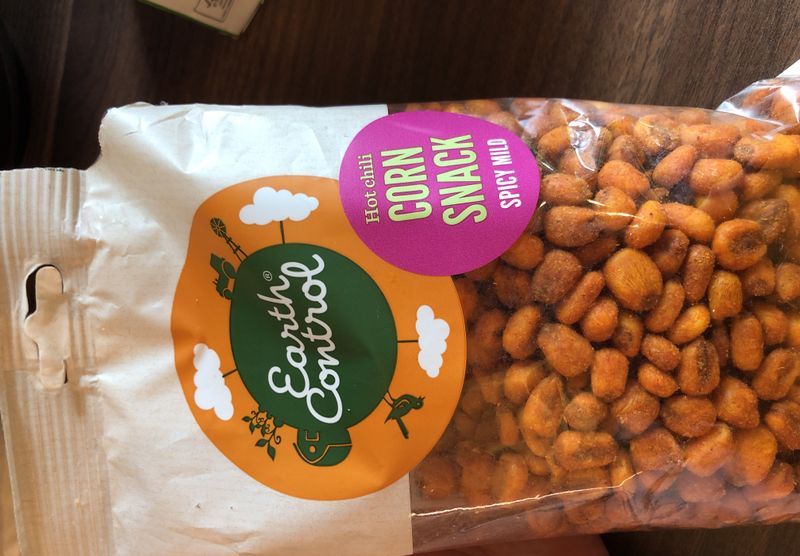 Hot chili
CORN
SNACK
SPICY MILD
Earth®
Control